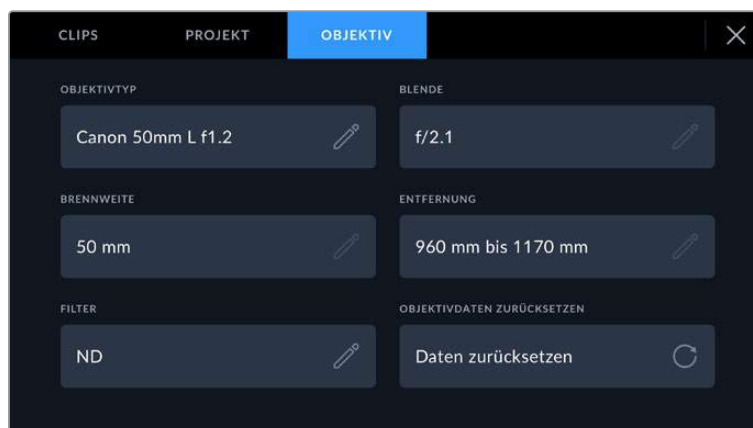 CLIPS PROJEKT OBJEKTIV
OBJEKTIVTYP BLENDE
Canon 50mm L f1.2 f/2.1
BRENNWEITE ENTFERNUNG
50 mm 960 mm bis 1170 mm
FILTER OBJEKTIVDATEN ZURÜCKSETZEN
ND Daten zurücksetzen